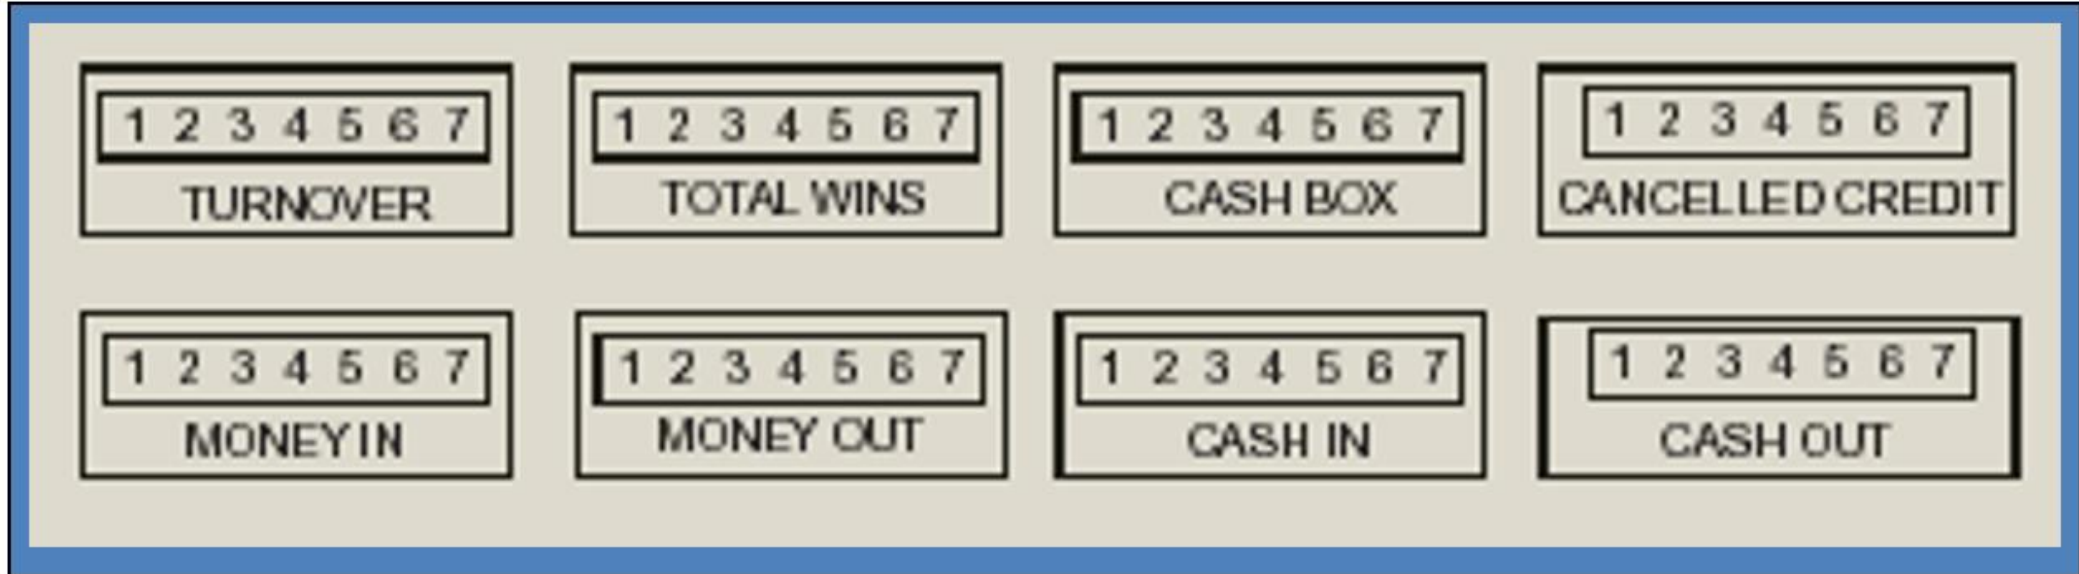 1 2 3 4 5 6 7
TURNOVER
1 2 3 4 5 6 7
TOTAL WINS
1 2 3 4 5 6 7
CASH BOX
1 2 3 4 5 6 7
CANCELLED CREDIT
1 2 3 4 5 6 7
MONEY IN
1 2 3 4 5 6 7
MONEY OUT
1 2 3 4 5 6 7
CASH IN
1 2 3 4 5 6 7
CASH OUT